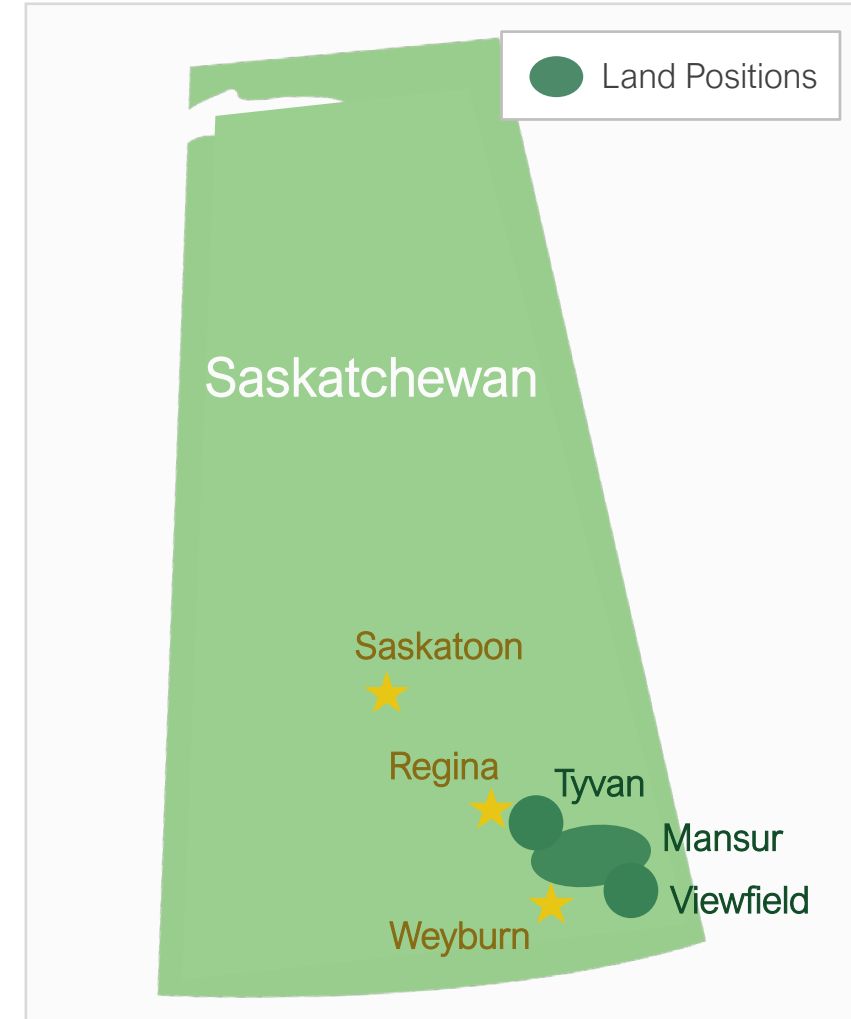 Land Positions
Saskatchewan
Saskatoon
Regina
Tyvan
Mansur
Viewfield
Weyburn